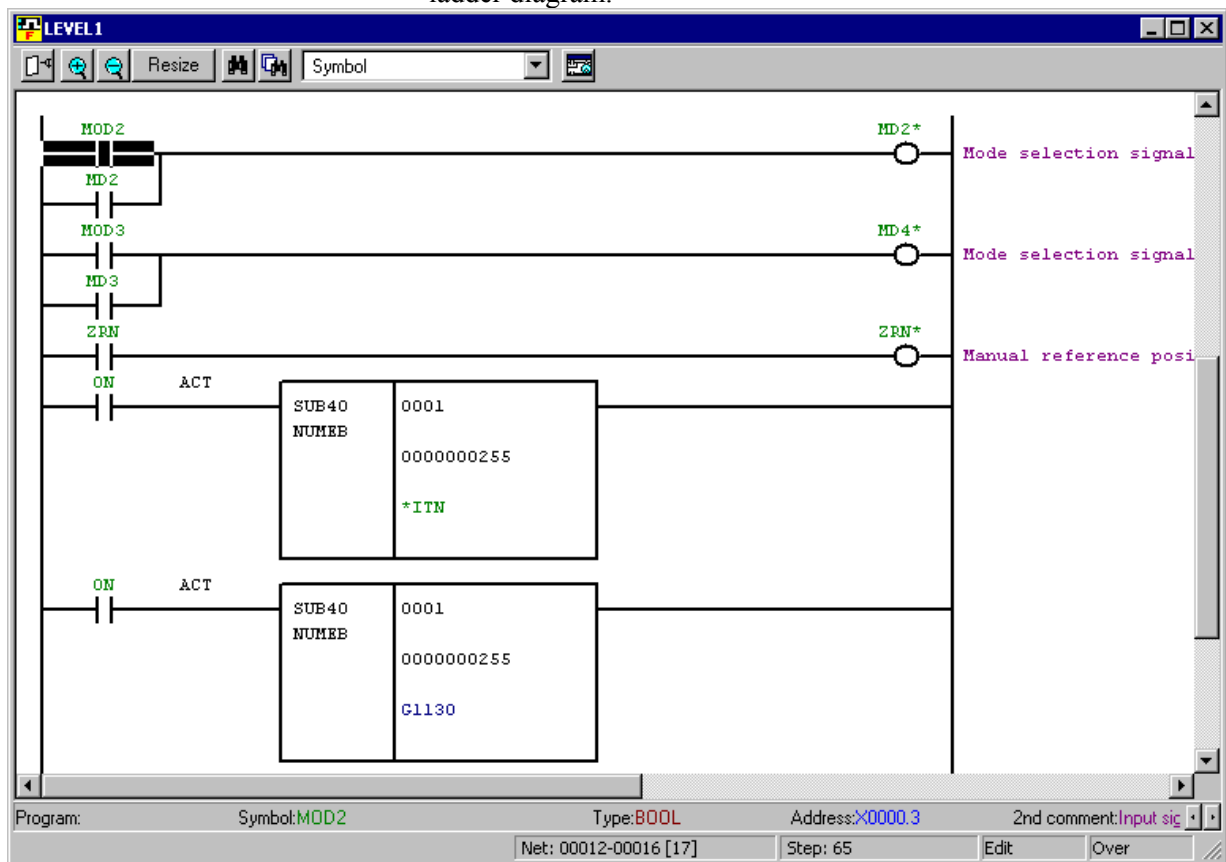 ladder diagram.
LEVEL1
Resize Symbol
MOD2 MD2*
Mode selection signal
MD2
MOD3 MD4*
Mode selection signal
MD3
ZRN ZRN*
Manual reference posi
ON ACT
SUB40 0001
NUMEB
0000000255
*ITN
ON ACT
SUB40 0001
NUMEB
0000000255
G1130
Program: Symbol:MOD2 Type:BOOL Address:X0000.3 2nd comment:Input sig
Net: 00012-00016 [17] Step: 65 Edit Over